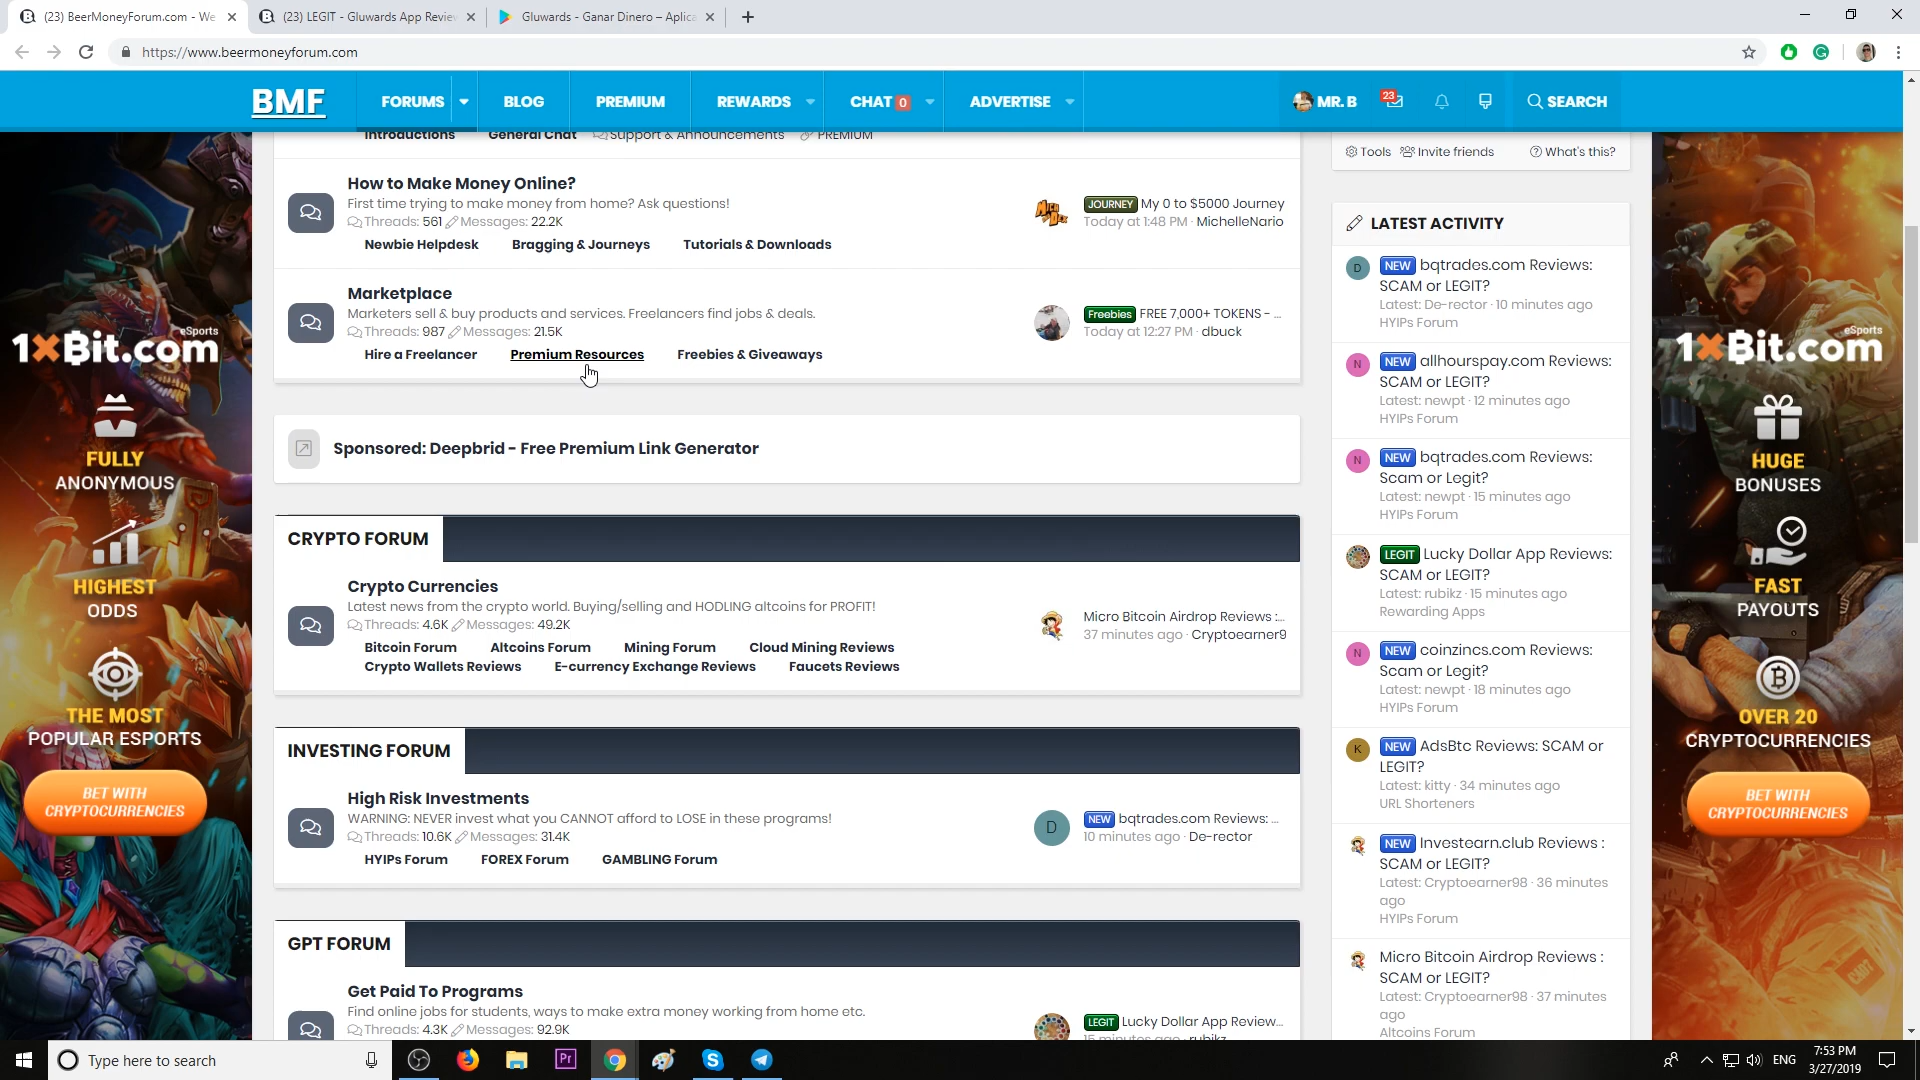 (23) BeerMoneyForum.com - We
(23) LEGIT - Gluwards App Review
Gluwards - Ganar Dinero – Aplica
https://www.beermoneyforum.com
BMF
FORUMS
BLOG
PREMIUM
REWARDS
CHAT 0
ADVERTISE
MR. B
23
SEARCH
Introductions General Chat Support & Announcements PREMIUM
How to Make Money Online?
First time trying to make money from home? Ask questions!
Threads: 561 Messages: 22.2K
Newbie Helpdesk Bragging & Journeys Tutorials & Downloads
JOURNEY My 0 to $5000 Journey
Today at 1:48 PM · MichelleNario
Marketplace
Marketers sell & buy products and services. Freelancers find jobs & deals.
Threads: 987 Messages: 21.5K
Hire a Freelancer Premium Resources Freebies & Giveaways
Freebies FREE 7,000+ TOKENS - ...
Today at 12:27 PM · dbuck
Sponsored: Deepbrid - Free Premium Link Generator
CRYPTO FORUM
Crypto Currencies
Latest news from the crypto world. Buying/selling and HODLING altcoins for PROFIT!
Threads: 4.6K Messages: 49.2K
Bitcoin Forum Altcoins Forum Mining Forum Cloud Mining Reviews
Crypto Wallets Reviews E-currency Exchange Reviews Faucets Reviews
Micro Bitcoin Airdrop Reviews :...
37 minutes ago · Cryptoearner9
INVESTING FORUM
High Risk Investments
WARNING: NEVER invest what you CANNOT afford to LOSE in these programs!
Threads: 10.6K Messages: 31.4K
HYIPs Forum FOREX Forum GAMBLING Forum
D
NEW bqtrades.com Reviews: ...
10 minutes ago · De-rector
GPT FORUM
Get Paid To Programs
Find online jobs for students, ways to make extra money working from home etc.
Threads: 4.3K Messages: 92.9K
LEGIT Lucky Dollar App Review...
15 minutes ago · rubikz
Tools Invite friends What's this?
LATEST ACTIVITY
D
NEW bqtrades.com Reviews:
SCAM or LEGIT?
Latest: De-rector · 10 minutes ago
HYIPs Forum
N
NEW allhourspay.com Reviews:
SCAM or LEGIT?
Latest: newpt · 12 minutes ago
HYIPs Forum
N
NEW bqtrades.com Reviews:
Scam or Legit?
Latest: newpt · 15 minutes ago
HYIPs Forum
LEGIT Lucky Dollar App Reviews:
SCAM or LEGIT?
Latest: rubikz · 15 minutes ago
Rewarding Apps
N
NEW coinzincs.com Reviews:
Scam or Legit?
Latest: newpt · 18 minutes ago
HYIPs Forum
K
NEW AdsBtc Reviews: SCAM or
LEGIT?
Latest: kitty · 34 minutes ago
URL Shorteners
NEW Investearn.club Reviews :
SCAM or LEGIT?
Latest: Cryptoearner98 · 36 minutes
ago
HYIPs Forum
Micro Bitcoin Airdrop Reviews :
SCAM or LEGIT?
Latest: Cryptoearner98 · 37 minutes
ago
Altcoins Forum
eSports
1xBit.com
FULLY
ANONYMOUS
HIGHEST
ODDS
THE MOST
POPULAR ESPORTS
BET WITH
CRYPTOCURRENCIES
eSports
1xBit.com
HUGE
BONUSES
FAST
PAYOUTS
OVER 20
CRYPTOCURRENCIES
BET WITH
CRYPTOCURRENCIES
Type here to search
Pr
ENG
7:53 PM
3/27/2019